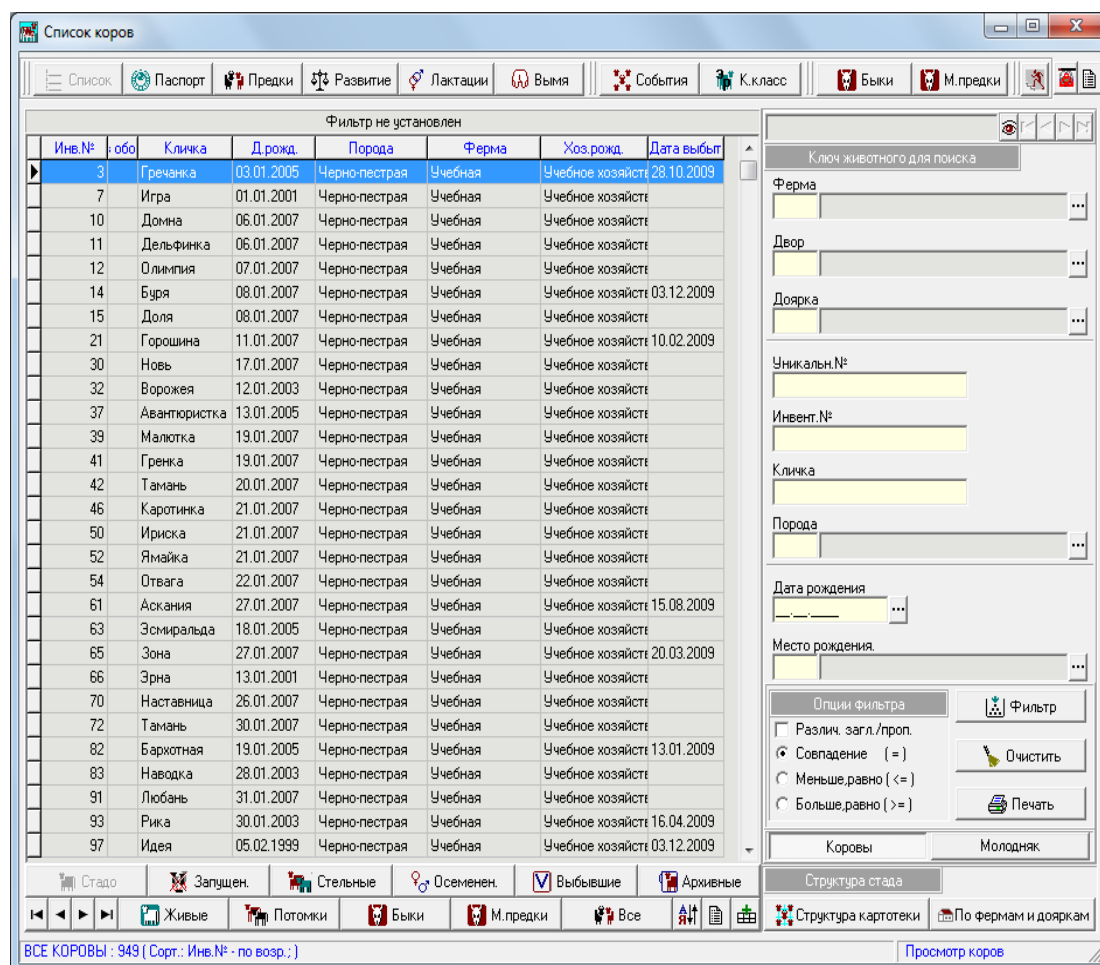 Список коров
Список Паспорт Предки Развитие Лактации Вымя События К.класс Быки М.предки
Фильтр не установлен
Инв.№ обо Кличка Д.рожд. Порода Ферма Хоз.рожд. Дата выбыт
3 Гречанка 03.01.2005 Черно-пестрая Учебная Учебное хозяйств 28.10.2009
7 Игра 01.01.2001 Черно-пестрая Учебная Учебное хозяйств
10 Домна 06.01.2007 Черно-пестрая Учебная Учебное хозяйств
11 Дельфинка 06.01.2007 Черно-пестрая Учебная Учебное хозяйств
12 Олимпия 07.01.2007 Черно-пестрая Учебная Учебное хозяйств
14 Буря 08.01.2007 Черно-пестрая Учебная Учебное хозяйств 03.12.2009
15 Доля 08.01.2007 Черно-пестрая Учебная Учебное хозяйств
21 Горошина 11.01.2007 Черно-пестрая Учебная Учебное хозяйств 10.02.2009
30 Новь 17.01.2007 Черно-пестрая Учебная Учебное хозяйств
32 Ворожея 12.01.2003 Черно-пестрая Учебная Учебное хозяйств
37 Авантюристка 13.01.2005 Черно-пестрая Учебная Учебное хозяйств
39 Малютка 19.01.2007 Черно-пестрая Учебная Учебное хозяйств
41 Гренка 19.01.2007 Черно-пестрая Учебная Учебное хозяйств
42 Тамань 20.01.2007 Черно-пестрая Учебная Учебное хозяйств
46 Каротинка 21.01.2007 Черно-пестрая Учебная Учебное хозяйств
50 Ириска 21.01.2007 Черно-пестрая Учебная Учебное хозяйств
52 Ямайка 21.01.2007 Черно-пестрая Учебная Учебное хозяйств
54 Отвага 22.01.2007 Черно-пестрая Учебная Учебное хозяйств
61 Аскания 27.01.2007 Черно-пестрая Учебная Учебное хозяйств 15.08.2009
63 Эсмиральда 18.01.2005 Черно-пестрая Учебная Учебное хозяйств
65 Зона 27.01.2007 Черно-пестрая Учебная Учебное хозяйств 20.03.2009
66 Эрна 13.01.2001 Черно-пестрая Учебная Учебное хозяйств
70 Наставница 26.01.2007 Черно-пестрая Учебная Учебное хозяйств
72 Тамань 30.01.2007 Черно-пестрая Учебная Учебное хозяйств
82 Бархотная 19.01.2005 Черно-пестрая Учебная Учебное хозяйств 13.01.2009
83 Наводка 28.01.2003 Черно-пестрая Учебная Учебное хозяйств
91 Любань 31.01.2007 Черно-пестрая Учебная Учебное хозяйств
93 Рика 30.01.2003 Черно-пестрая Учебная Учебное хозяйств 16.04.2009
97 Идея 05.02.1999 Черно-пестрая Учебная Учебное хозяйств 03.12.2009
Ключ животного для поиска
Ферма
...
Двор
...
Доярка
...
Уникальн.№
Инвент.№
Кличка
Порода
...
Дата рождения
__.__.____ ...
Место рождения.
...
Опции фильтра Фильтр
Различ. загл./проп.
Совпадение ( = ) Очистить
Меньше,равно ( <= )
Больше,равно ( >= ) Печать
Коровы Молодняк
Стадо Запущен. Стельные Осеменен. Выбывшие Архивные Структура стада
Живые Потомки Быки М.предки Все Структура картотеки По фермам и дояркам
ВСЕ КОРОВЫ : 949 ( Сорт.: Инв.№ - по возр.; ) Просмотр коров